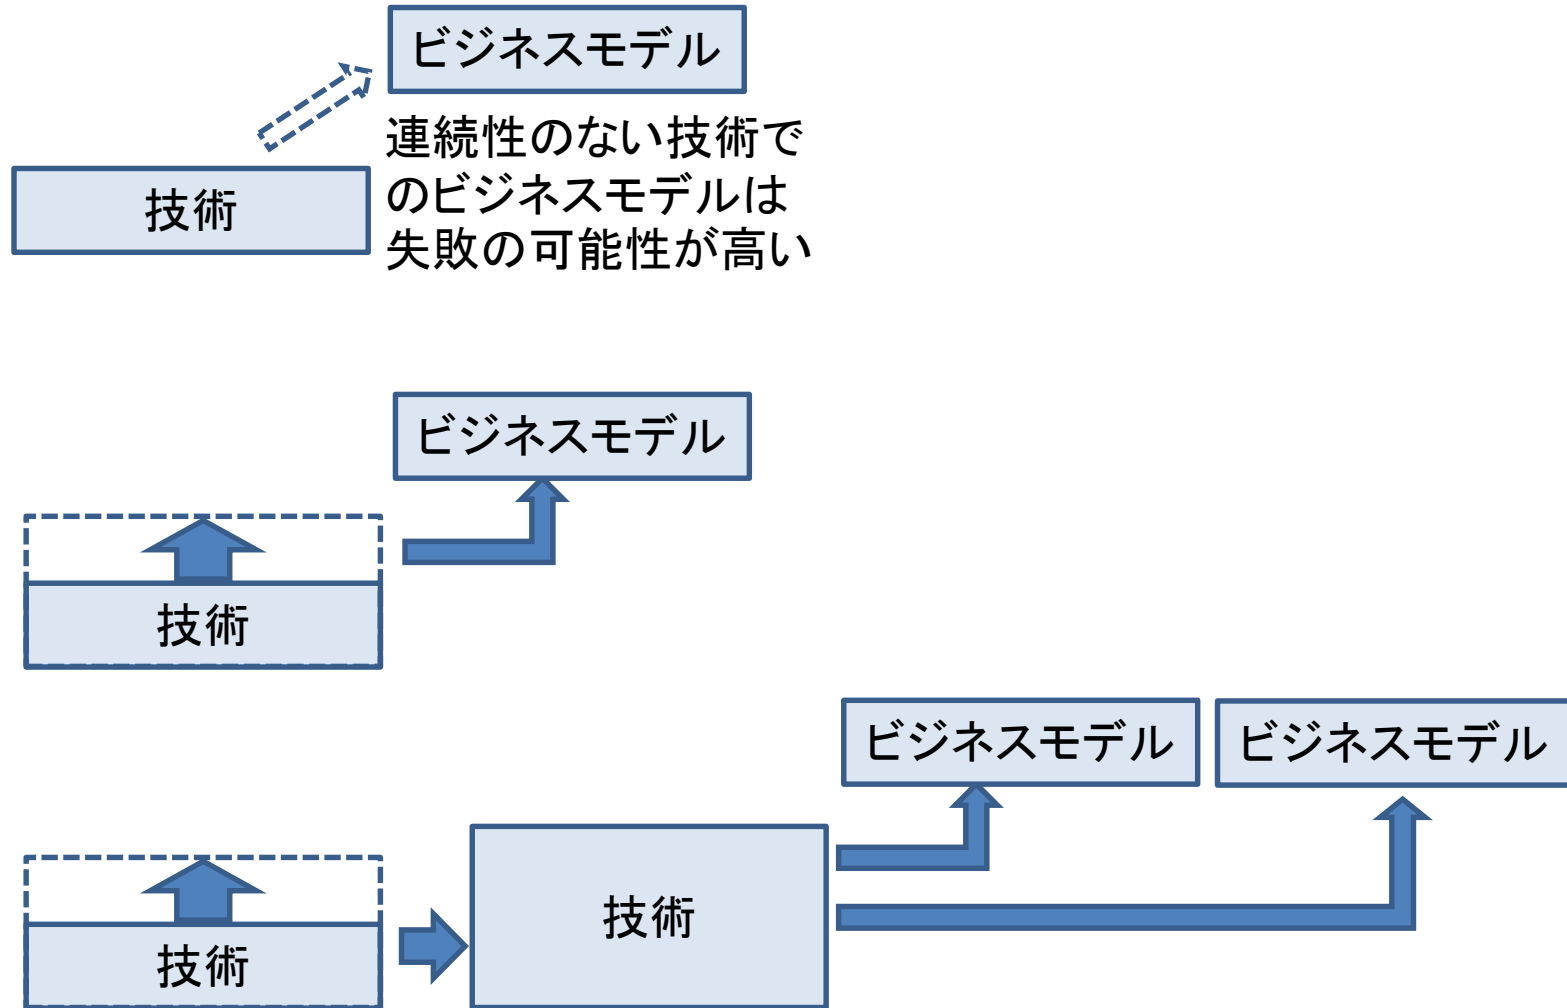 ビジネスモデル
連続性のない技術で
のビジネスモデルは
失敗の可能性が高い
技術
ビジネスモデル
技術
ビジネスモデル
ビジネスモデル
技術
技術